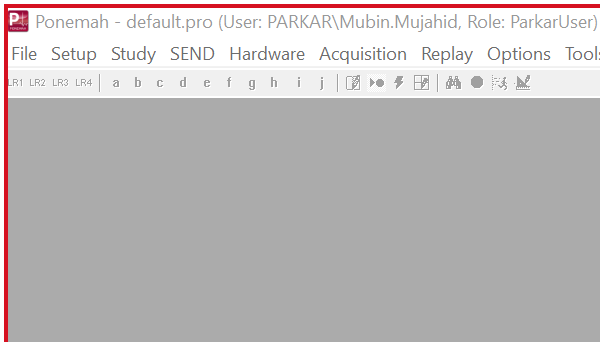 Ponemah - default.pro (User: PARKAR\Mubin.Mujahid, Role: ParkarUser)
File Setup Study SEND Hardware Acquisition Replay Options Tools
LR1 LR2 LR3 LR4 a b c d e f g h i j